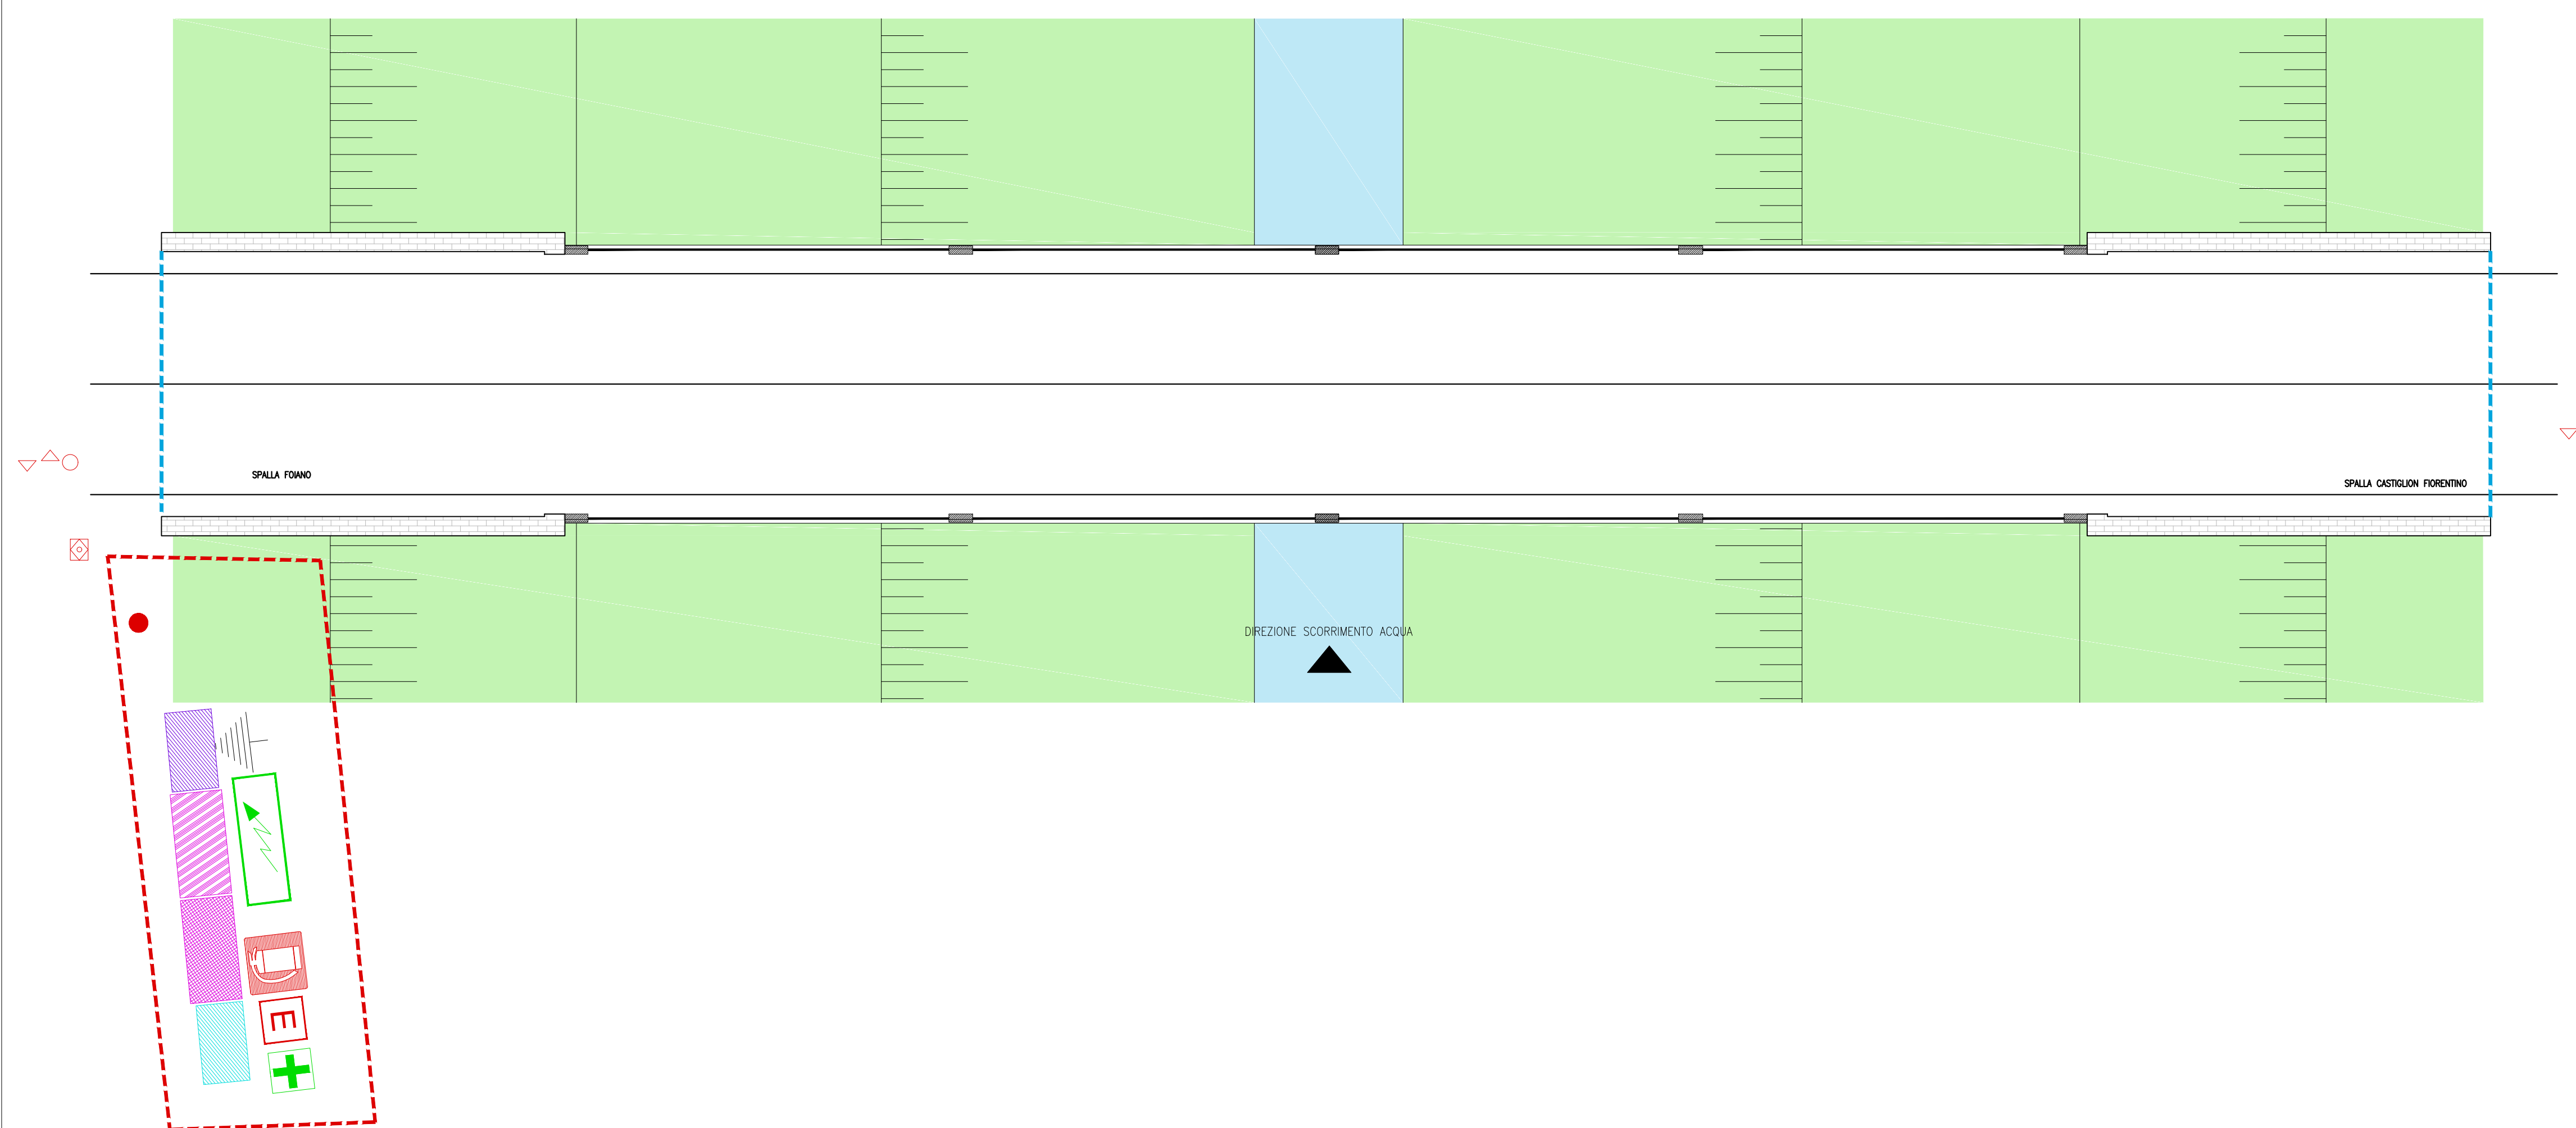 SPALLA FOIANO
SPALLA CASTIGLION FIORENTINO
DIREZIONE SCORRIMENTO ACQUA
E